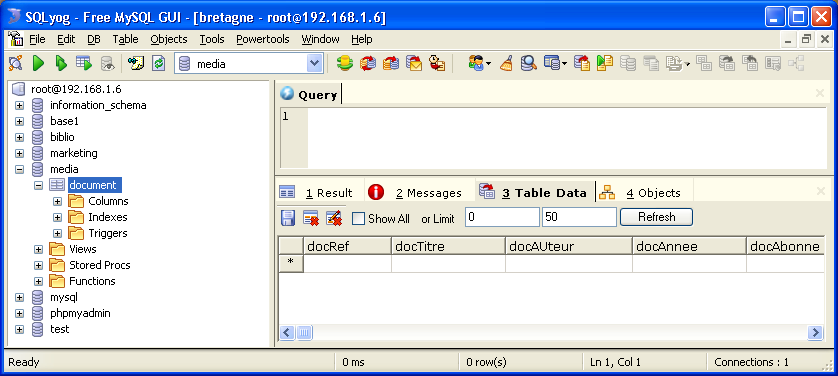 SQLyog - Free MySQL GUI - [bretagne - root@192.168.1.6]
File Edit DB Table Objects Tools Powertools Window Help
media
root@192.168.1.6
information_schema
base1
biblio
marketing
media
document
Columns
Indexes
Triggers
Views
Stored Procs
Functions
mysql
phpmyadmin
test
Query
1
1 Result 2 Messages 3 Table Data 4 Objects
Show All or Limit 0 50 Refresh
docRef docTitre docAUteur docAnnee docAbonne
*
Ready 0 ms 0 row(s) Ln 1, Col 1 Connections : 1